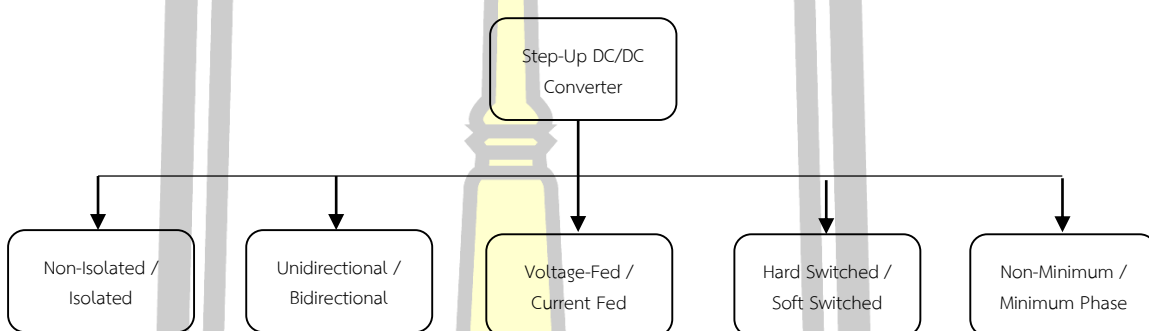 Step-Up DC/DC
Converter
Non-Isolated /
Isolated
Unidirectional /
Bidirectional
Voltage-Fed /
Current Fed
Hard Switched /
Soft Switched
Non-Minimum /
Minimum Phase